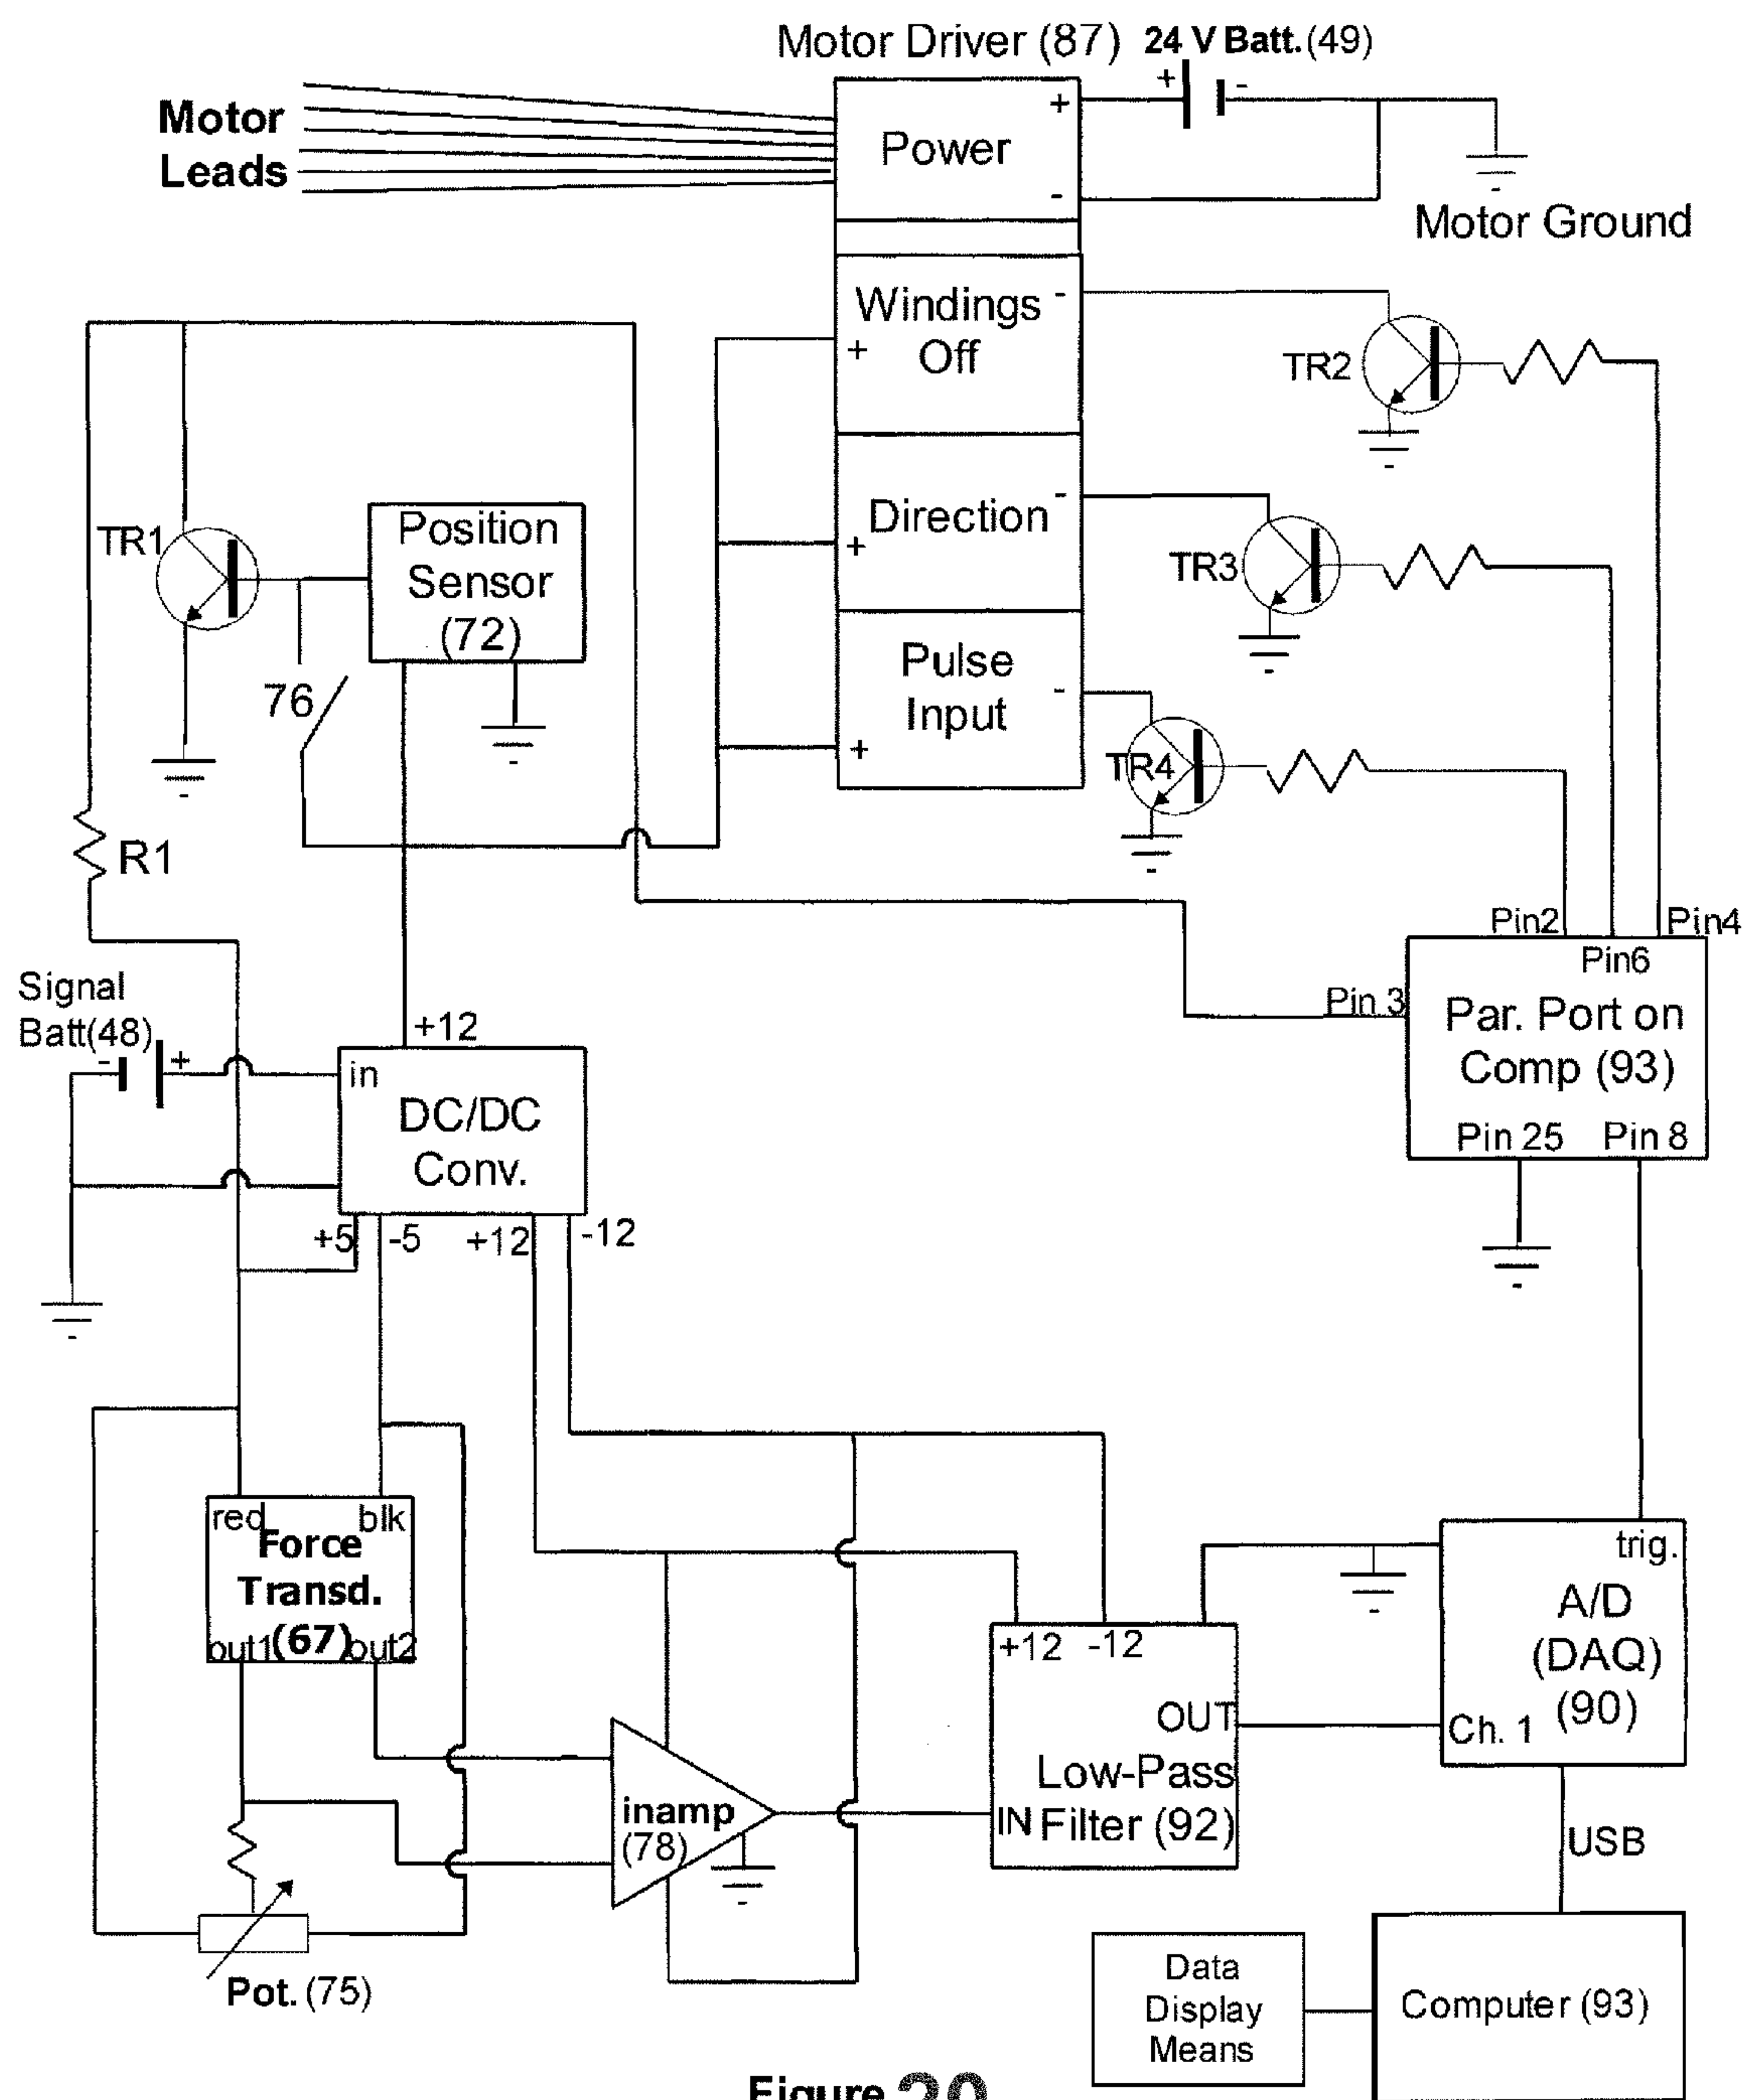 Motor Driver (87) 24 V Batt. (49)
+ -
Motor
Leads
Power
+
-
Motor Ground
Windings
Off
-
+
TR2
Direction
-
+
TR3
Pulse
Input
-
+
TR4
TR1
Position
Sensor
(72)
76
R1
Pin2
Pin4
Pin6
Pin 3
Par. Port on
Comp (93)
Pin 25 Pin 8
Signal
Batt(48)
- +
+12
in
DC/DC
Conv.
+5 -5 +12 -12
red blk
Force
Transd.
(67)
out1 out2
Pot. (75)
inamp
(78)
+12 -12
OUT
Low-Pass
IN Filter (92)
trig.
A/D
(DAQ)
(90)
Ch. 1
USB
Data
Display
Means
Computer (93)
Figure 20